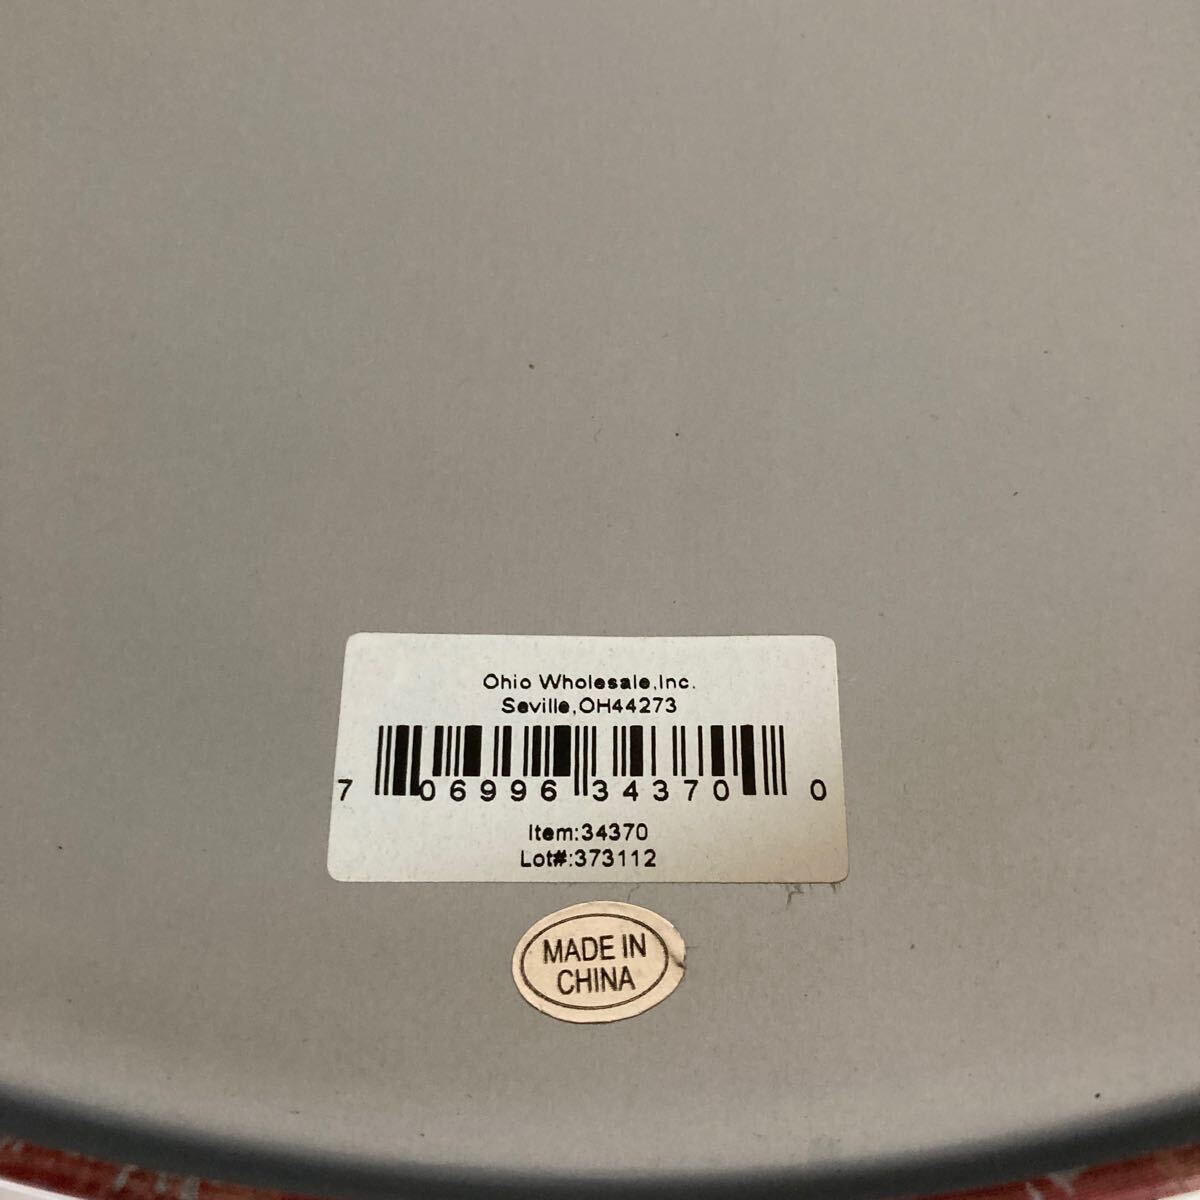 Ohio Wholesale,Inc.
Seville,OH44273
7 06996 34370 0
Item:34370
Lot#:373112
MADE IN
CHINA